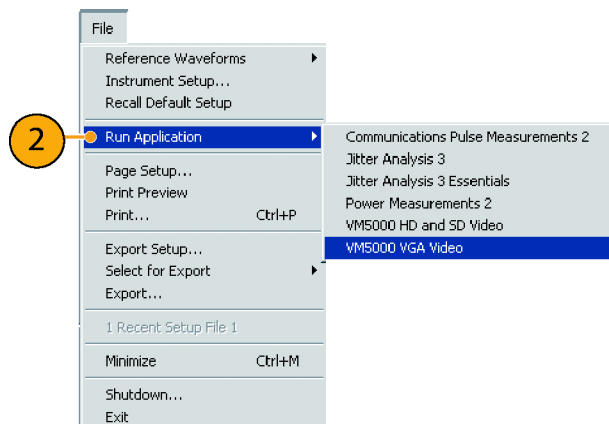 File
Reference Waveforms
Instrument Setup...
Recall Default Setup
2
Run Application
Communications Pulse Measurements 2
Jitter Analysis 3
Jitter Analysis 3 Essentials
Power Measurements 2
VM5000 HD and SD Video
VM5000 VGA Video
Page Setup...
Print Preview
Print... Ctrl+P
Export Setup...
Select for Export
Export...
1 Recent Setup File 1
Minimize Ctrl+M
Shutdown...
Exit